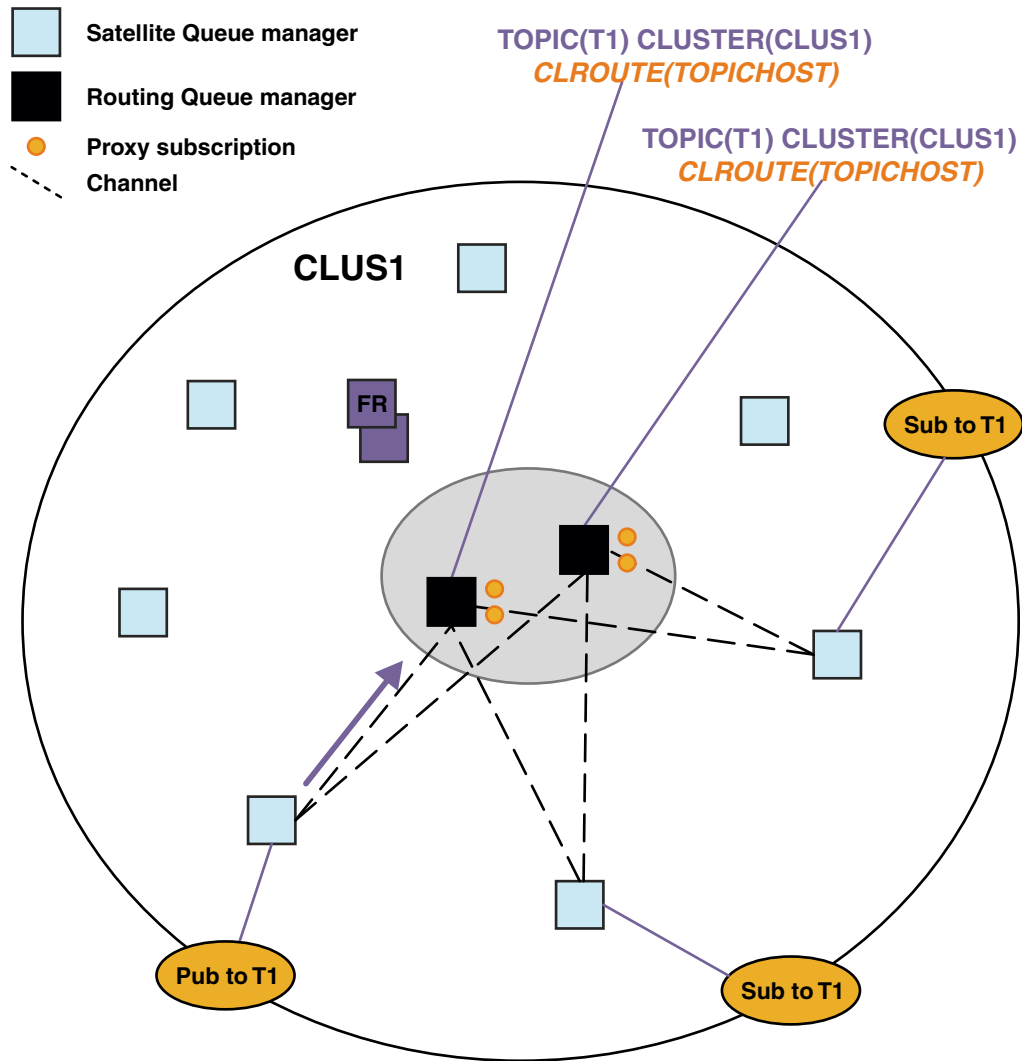 Satellite Queue manager
Routing Queue manager
Proxy subscription
Channel
TOPIC(T1) CLUSTER(CLUS1)
CLROUTE(TOPICHOST)
TOPIC(T1) CLUSTER(CLUS1)
CLROUTE(TOPICHOST)
CLUS1
FR
Sub to T1
Pub to T1
Sub to T1